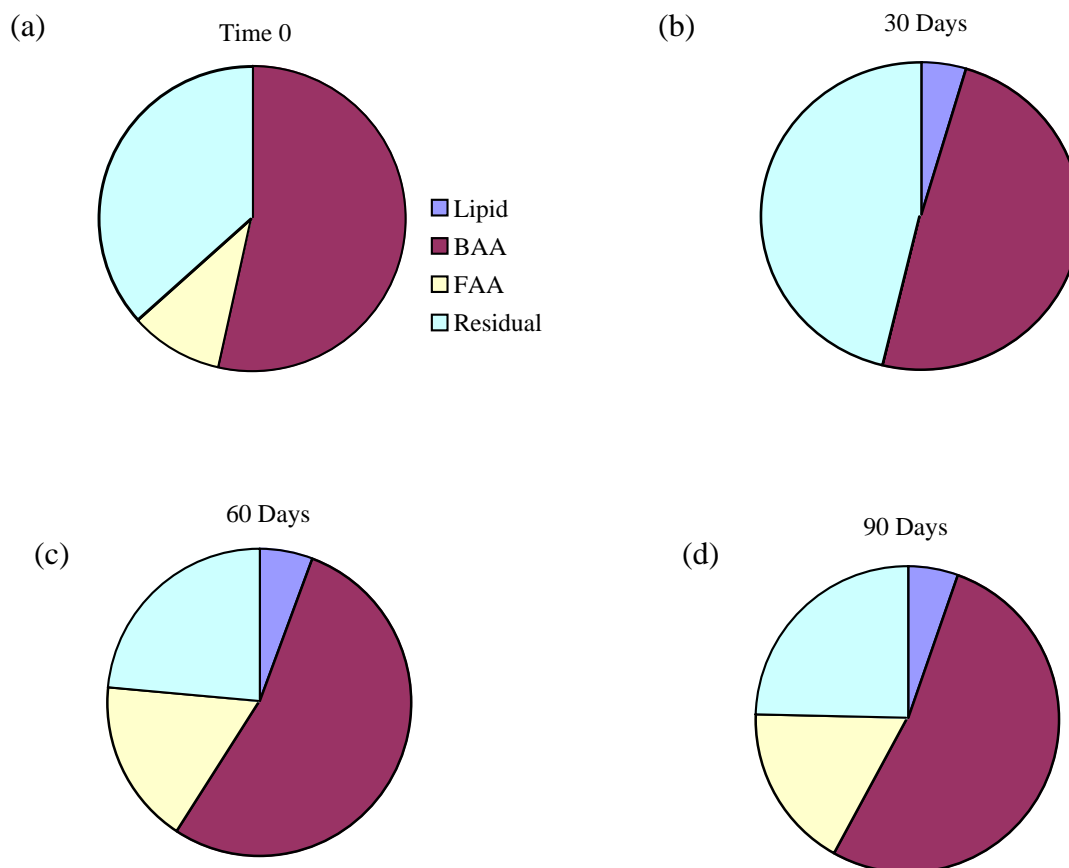 (a)
Time 0
Lipid
BAA
FAA
Residual
(b)
30 Days
(c)
60 Days
(d)
90 Days